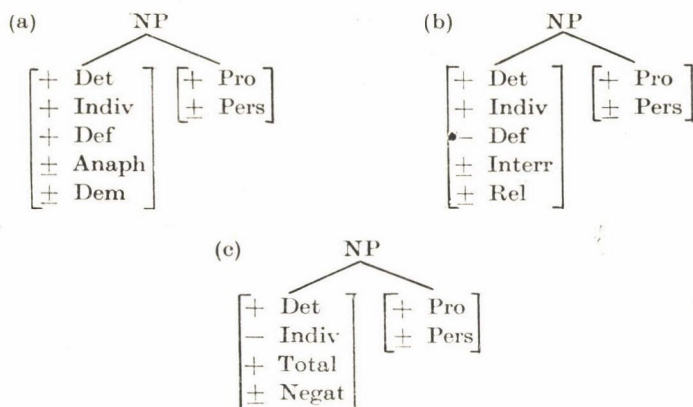 (a) NP (b) NP
[+ Det] [+ Pro] [+ Det] [+ Pro]
[+ Indiv] [± Pers] [+ Indiv] [± Pers]
[+ Def] [− Def]
[± Anaph] [± Interr]
[± Dem] [± Rel]
(c) NP
[+ Det] [+ Pro]
[− Indiv] [± Pers]
[+ Total]
[± Negat]